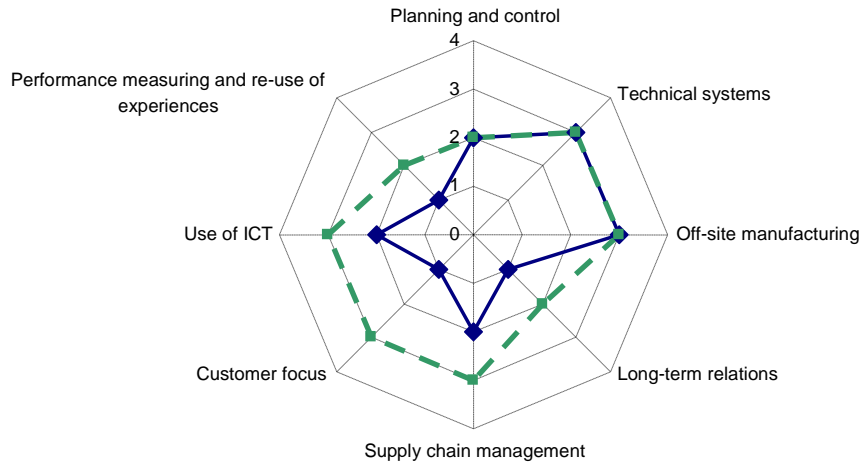 Planning and control
4
Performance measuring and re-use of
experiences
3
Technical systems
2
1
Use of ICT
0
Off-site manufacturing
Customer focus
Long-term relations
Supply chain management